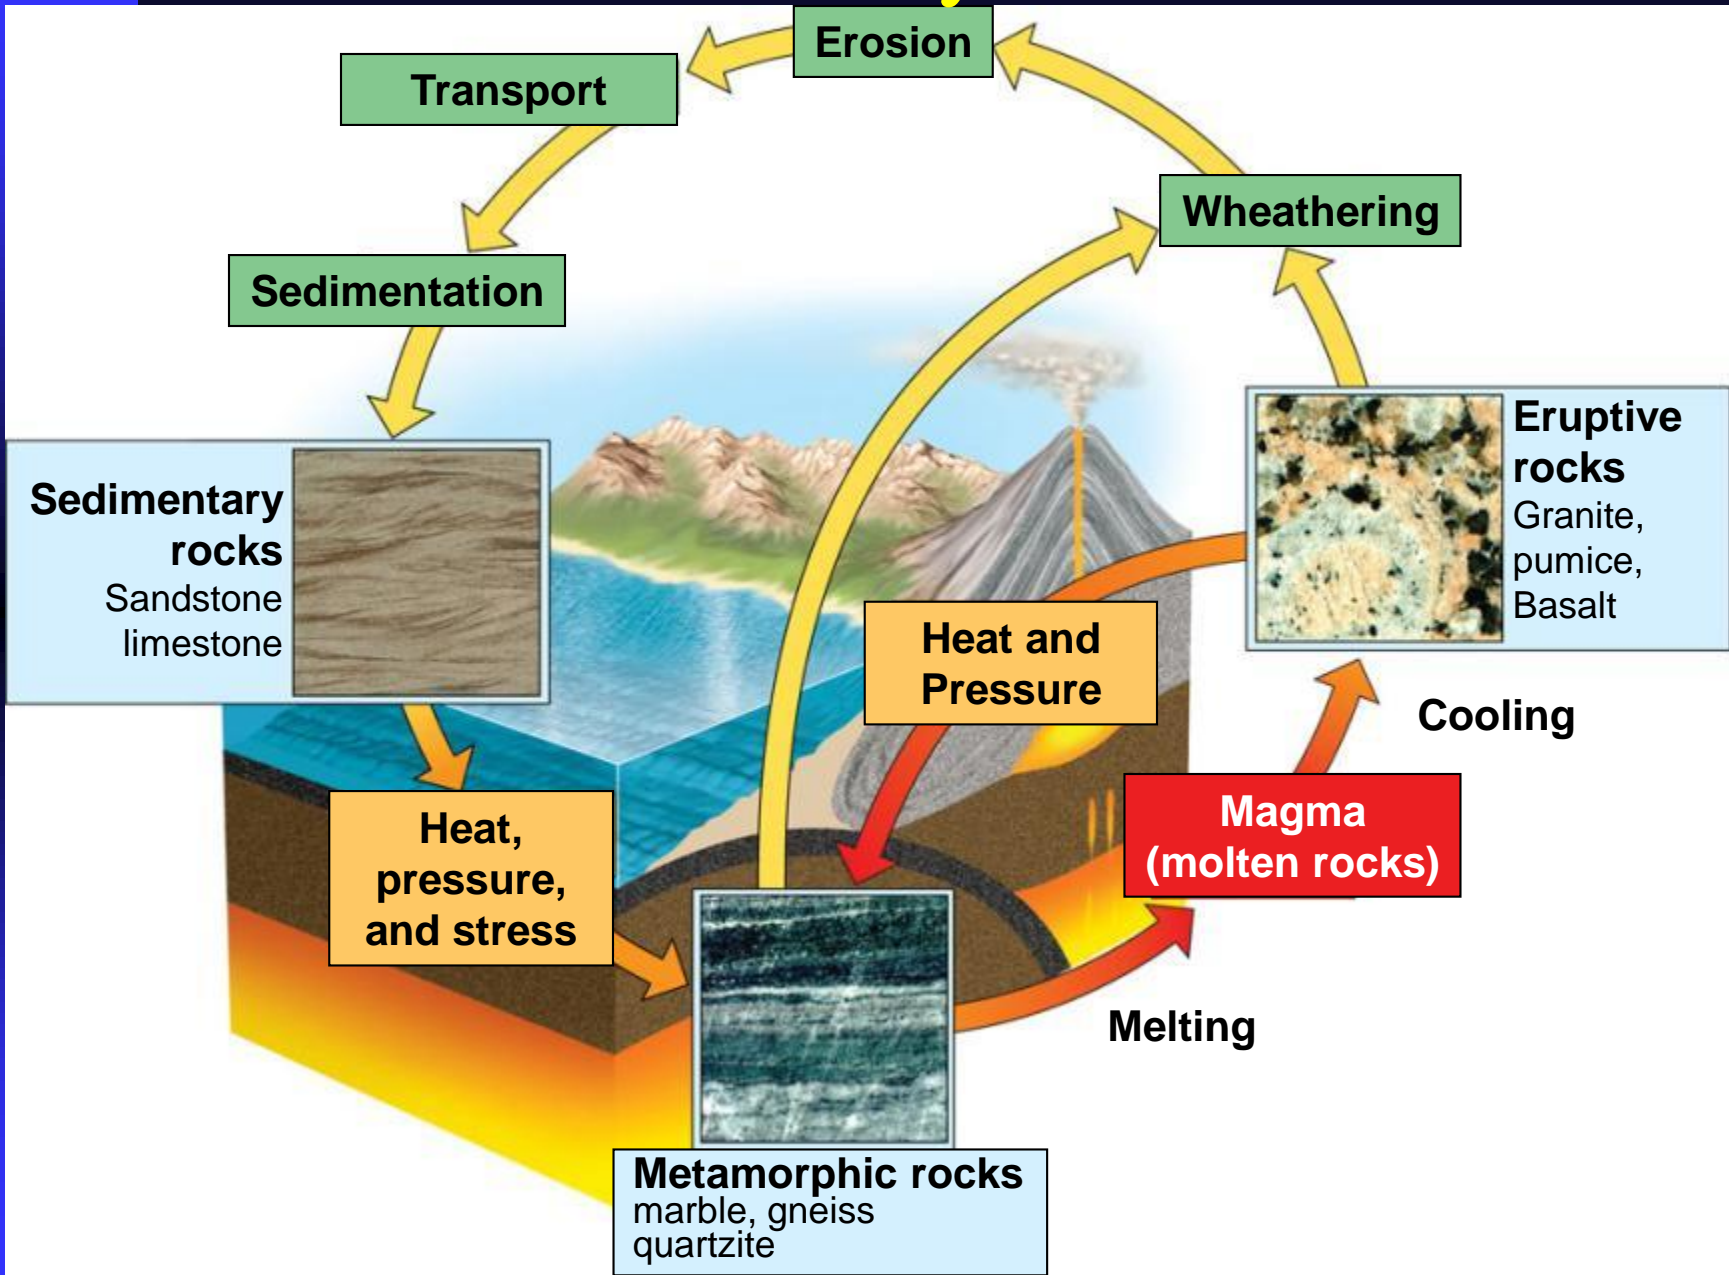 Erosion
Transport
Wheathering
Sedimentation
Eruptive
rocks
Granite,
pumice,
Basalt
Sedimentary
rocks
Sandstone
limestone
Heat and
Pressure
Cooling
Heat,
pressure,
and stress
Magma
(molten rocks)
Melting
Metamorphic rocks
marble, gneiss
quartzite